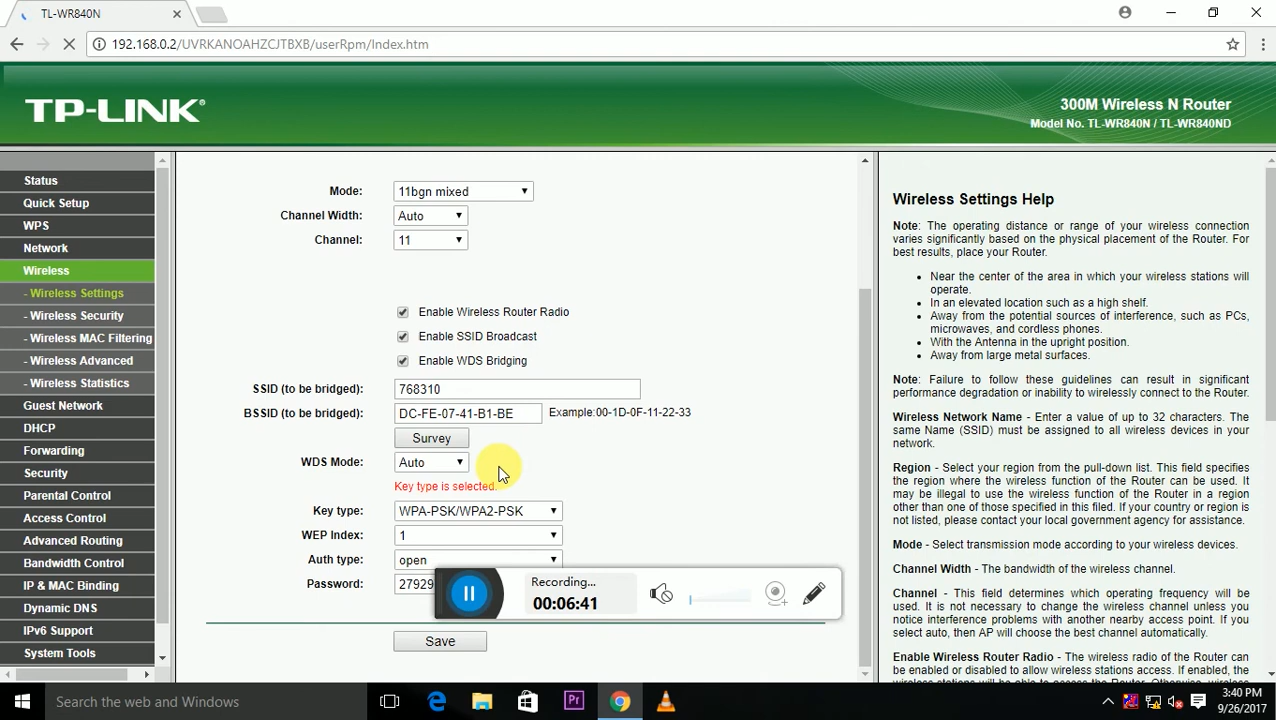 TL-WR840N
192.168.0.2/UVRKANOAHZCJTBXB/userRpm/Index.htm
TP-LINK
300M Wireless N Router
Model No. TL-WR840N / TL-WR840ND
Status
Quick Setup
WPS
Network
Wireless
- Wireless Settings
- Wireless Security
- Wireless MAC Filtering
- Wireless Advanced
- Wireless Statistics
Guest Network
DHCP
Forwarding
Security
Parental Control
Access Control
Advanced Routing
Bandwidth Control
IP & MAC Binding
Dynamic DNS
IPv6 Support
System Tools
Mode: 11bgn mixed
Channel Width: Auto
Channel: 11
Enable Wireless Router Radio
Enable SSID Broadcast
Enable WDS Bridging
SSID (to be bridged): 768310
BSSID (to be bridged): DC-FE-07-41-B1-BE Example:00-1D-0F-11-22-33
Survey
WDS Mode: Auto
Key type is selected.
Key type: WPA-PSK/WPA2-PSK
WEP Index: 1
Auth type: open
Password: 27929
Recording...
00:06:41
Save
Wireless Settings Help
Note: The operating distance or range of your wireless connection
varies significantly based on the physical placement of the Router. For
best results, place your Router.
Near the center of the area in which your wireless stations will
operate.
In an elevated location such as a high shelf.
Away from the potential sources of interference, such as PCs,
microwaves, and cordless phones.
With the Antenna in the upright position.
Away from large metal surfaces.
Note: Failure to follow these guidelines can result in significant
performance degradation or inability to wirelessly connect to the Router.
Wireless Network Name - Enter a value of up to 32 characters. The
same Name (SSID) must be assigned to all wireless devices in your
network.
Region - Select your region from the pull-down list. This field specifies
the region where the wireless function of the Router can be used. It
may be illegal to use the wireless function of the Router in a region
other than one of those specified in this filed. If your country or region is
not listed, please contact your local government agency for assistance.
Mode - Select transmission mode according to your wireless devices.
Channel Width - The bandwidth of the wireless channel.
Channel - This field determines which operating frequency will be
used. It is not necessary to change the wireless channel unless you
notice interference problems with another nearby access point. If you
select auto, then AP will choose the best channel automatically.
Enable Wireless Router Radio - The wireless radio of the Router can
be enabled or disabled to allow wireless stations access. If enabled, the
Search the web and Windows
3:40 PM
9/26/2017